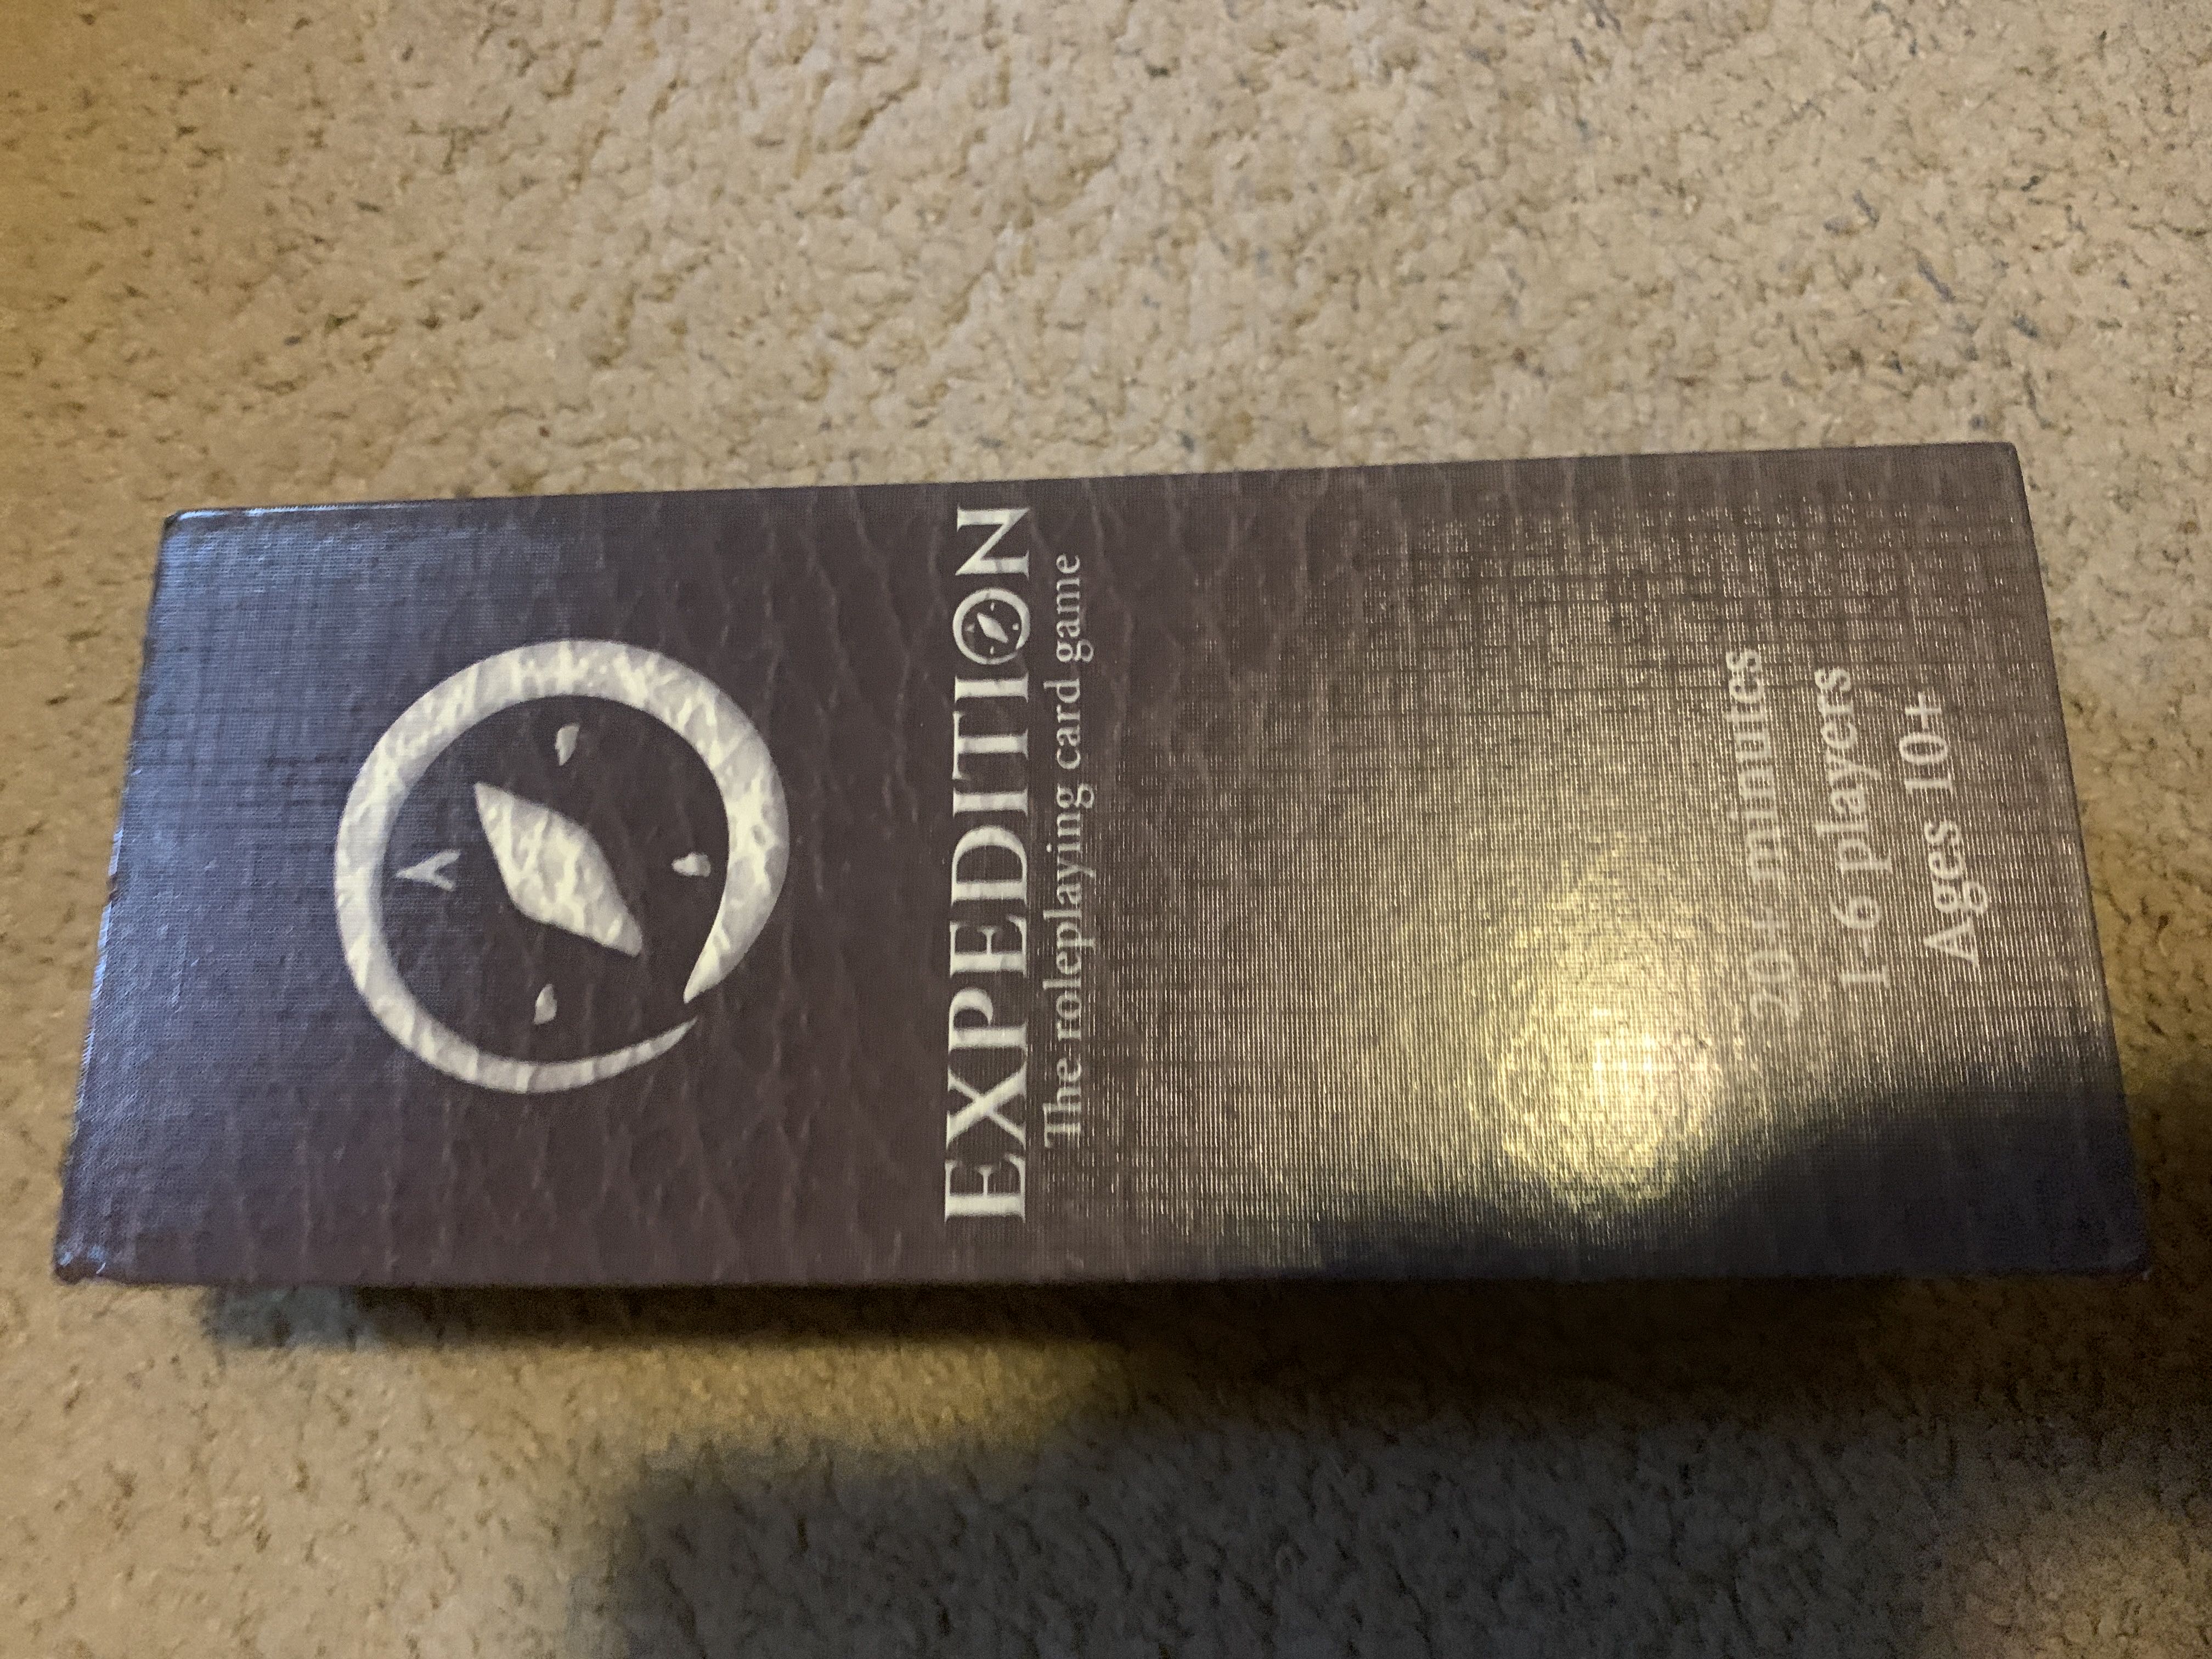 EXPEDITION
The roleplaying card game
20+ minutes
1-6 players
Ages 10+